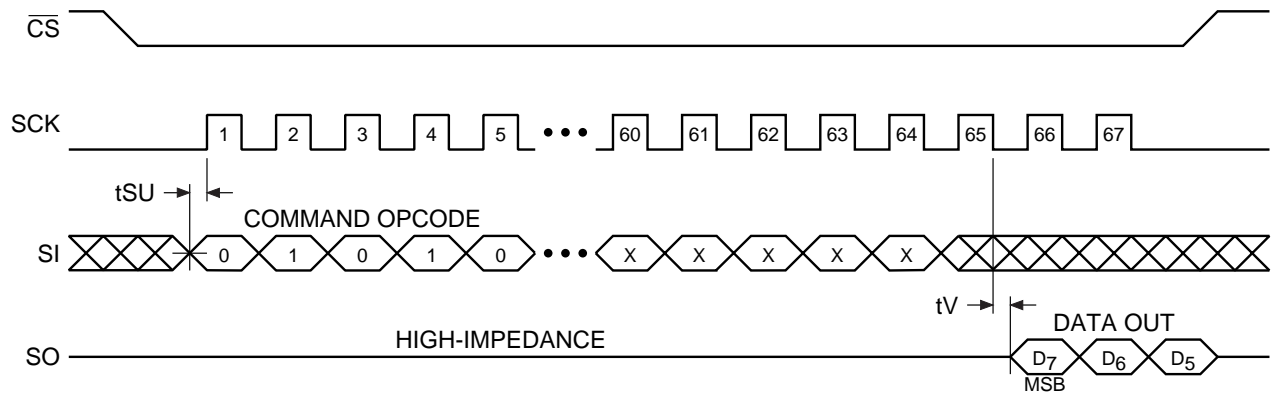 CS
SCK 1 2 3 4 5 ••• 60 61 62 63 64 65 66 67
tSU
COMMAND OPCODE
SI 0 1 0 1 0 ••• X X X X X
tV
HIGH-IMPEDANCE DATA OUT
SO D7 D6 D5
MSB